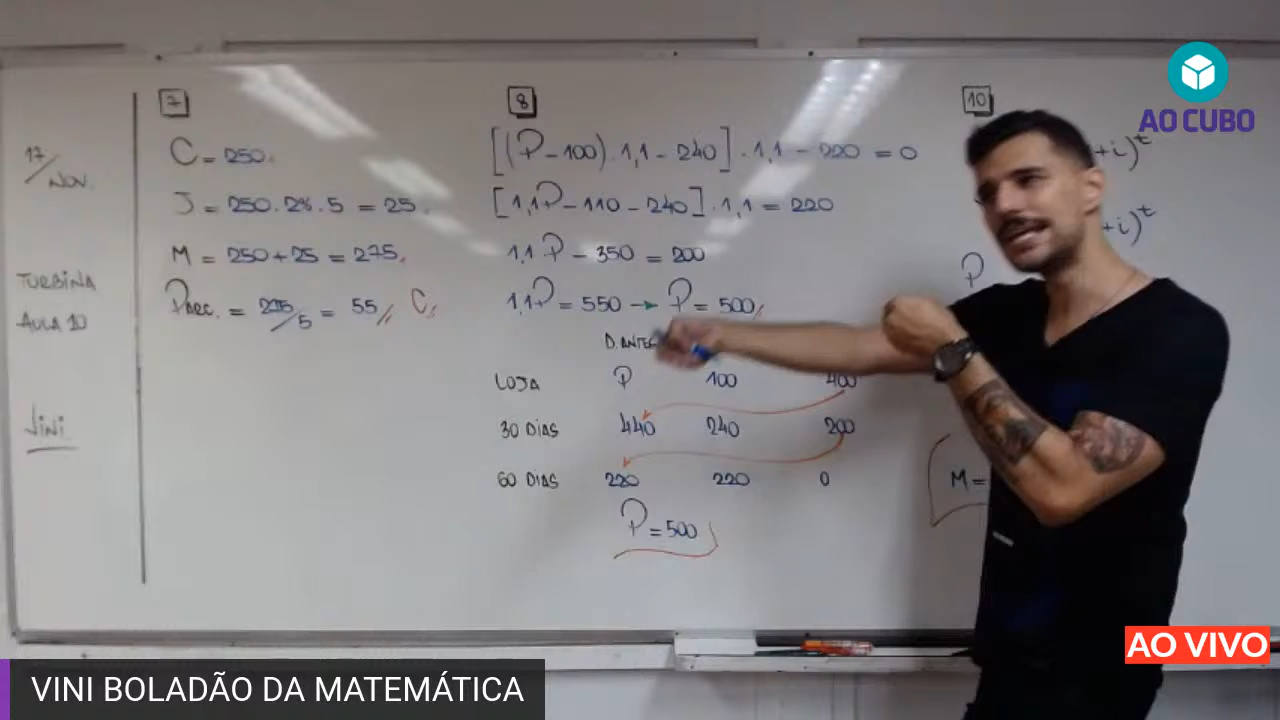 17/NOV.
TURBINA
AULA 10
Vini
7
C = 250.
J = 250.2%.5 = 25.
M = 250+25 = 275.
Parc. = 275/5 = 55 C.
8
[(P-100).1,1-240].1,1-220 = 0
[1,1P-110-240].1,1 = 220
1,1P-350 = 200
1,1P = 550 → P = 500
D. ANTES
LOJA P 100 400
30 DIAS 440 240 200
60 DIAS 220 220 0
P = 500
10
+i)^t
+i)^t
P
M =
AO CUBO
AO VIVO
VINI BOLADÃO DA MATEMÁTICA